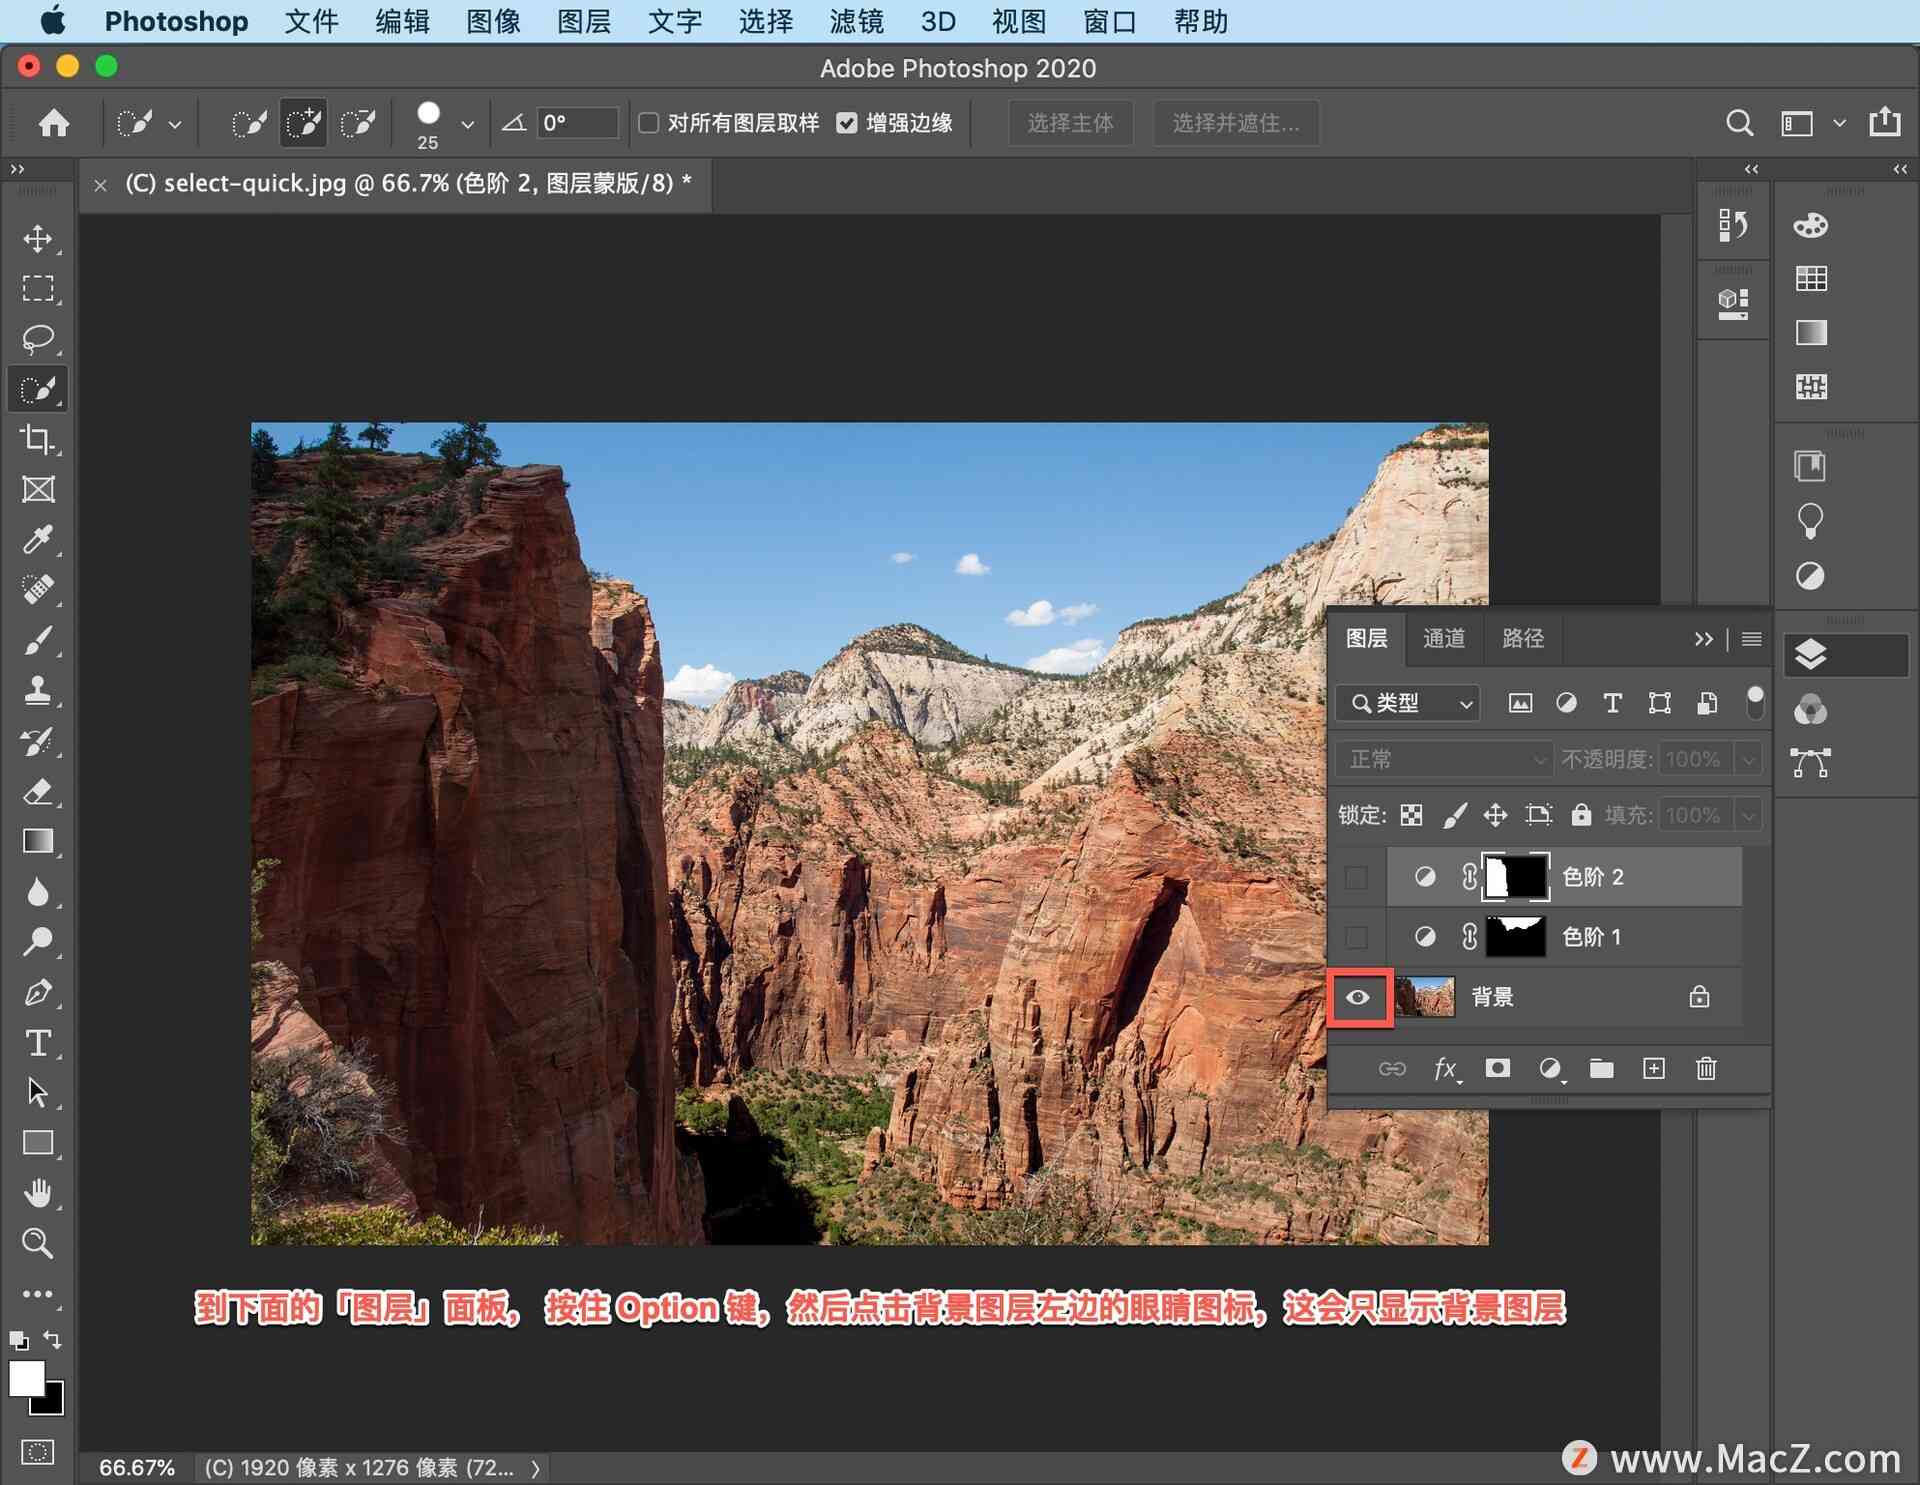 Photoshop 文件 编辑 图像 图层 文字 选择 滤镜 3D 视图 窗口 帮助
Adobe Photoshop 2020
25 0° 对所有图层取样 增强边缘 选择主体 选择并遮住...
(C) select-quick.jpg @ 66.7% (色阶 2, 图层蒙版/8) *
图层 通道 路径
类型
正常 不透明度: 100%
锁定: 填充: 100%
色阶 2
色阶 1
背景
fx
到下面的「图层」面板， 按住 Option 键，然后点击背景图层左边的眼睛图标，这会只显示背景图层
66.67% (C) 1920 像素 x 1276 像素 (72...
www.MacZ.com